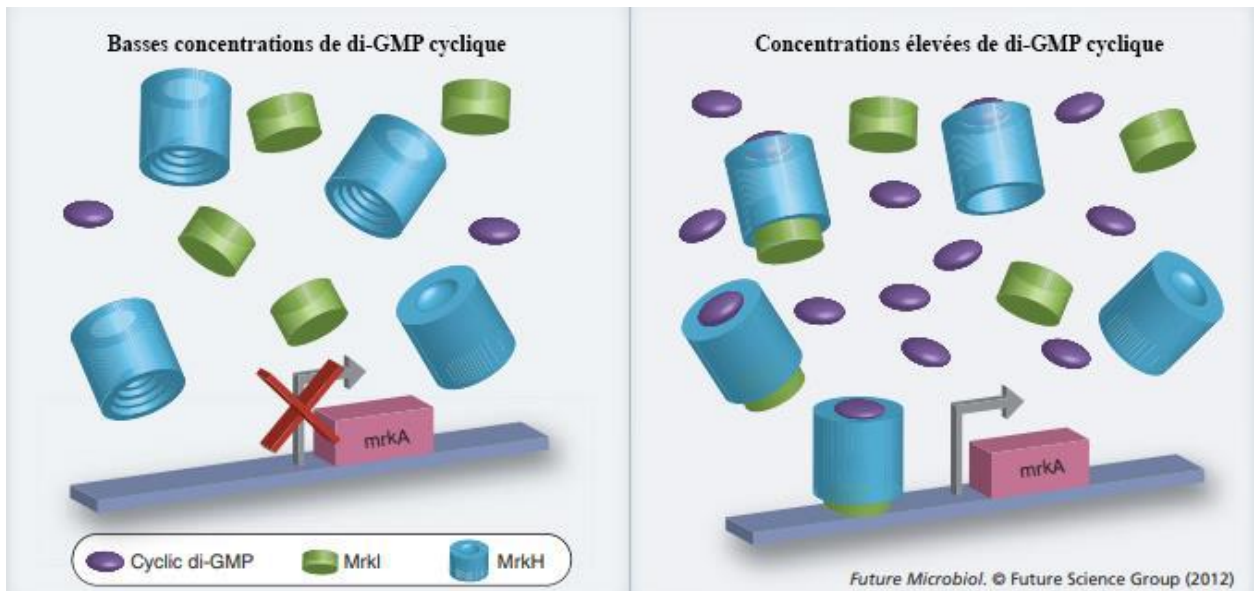 Basses concentrations de di-GMP cyclique
Concentrations élevées de di-GMP cyclique
mrkA
mrkA
Cyclic di-GMP
MrkI
MrkH
Future Microbiol. © Future Science Group (2012)